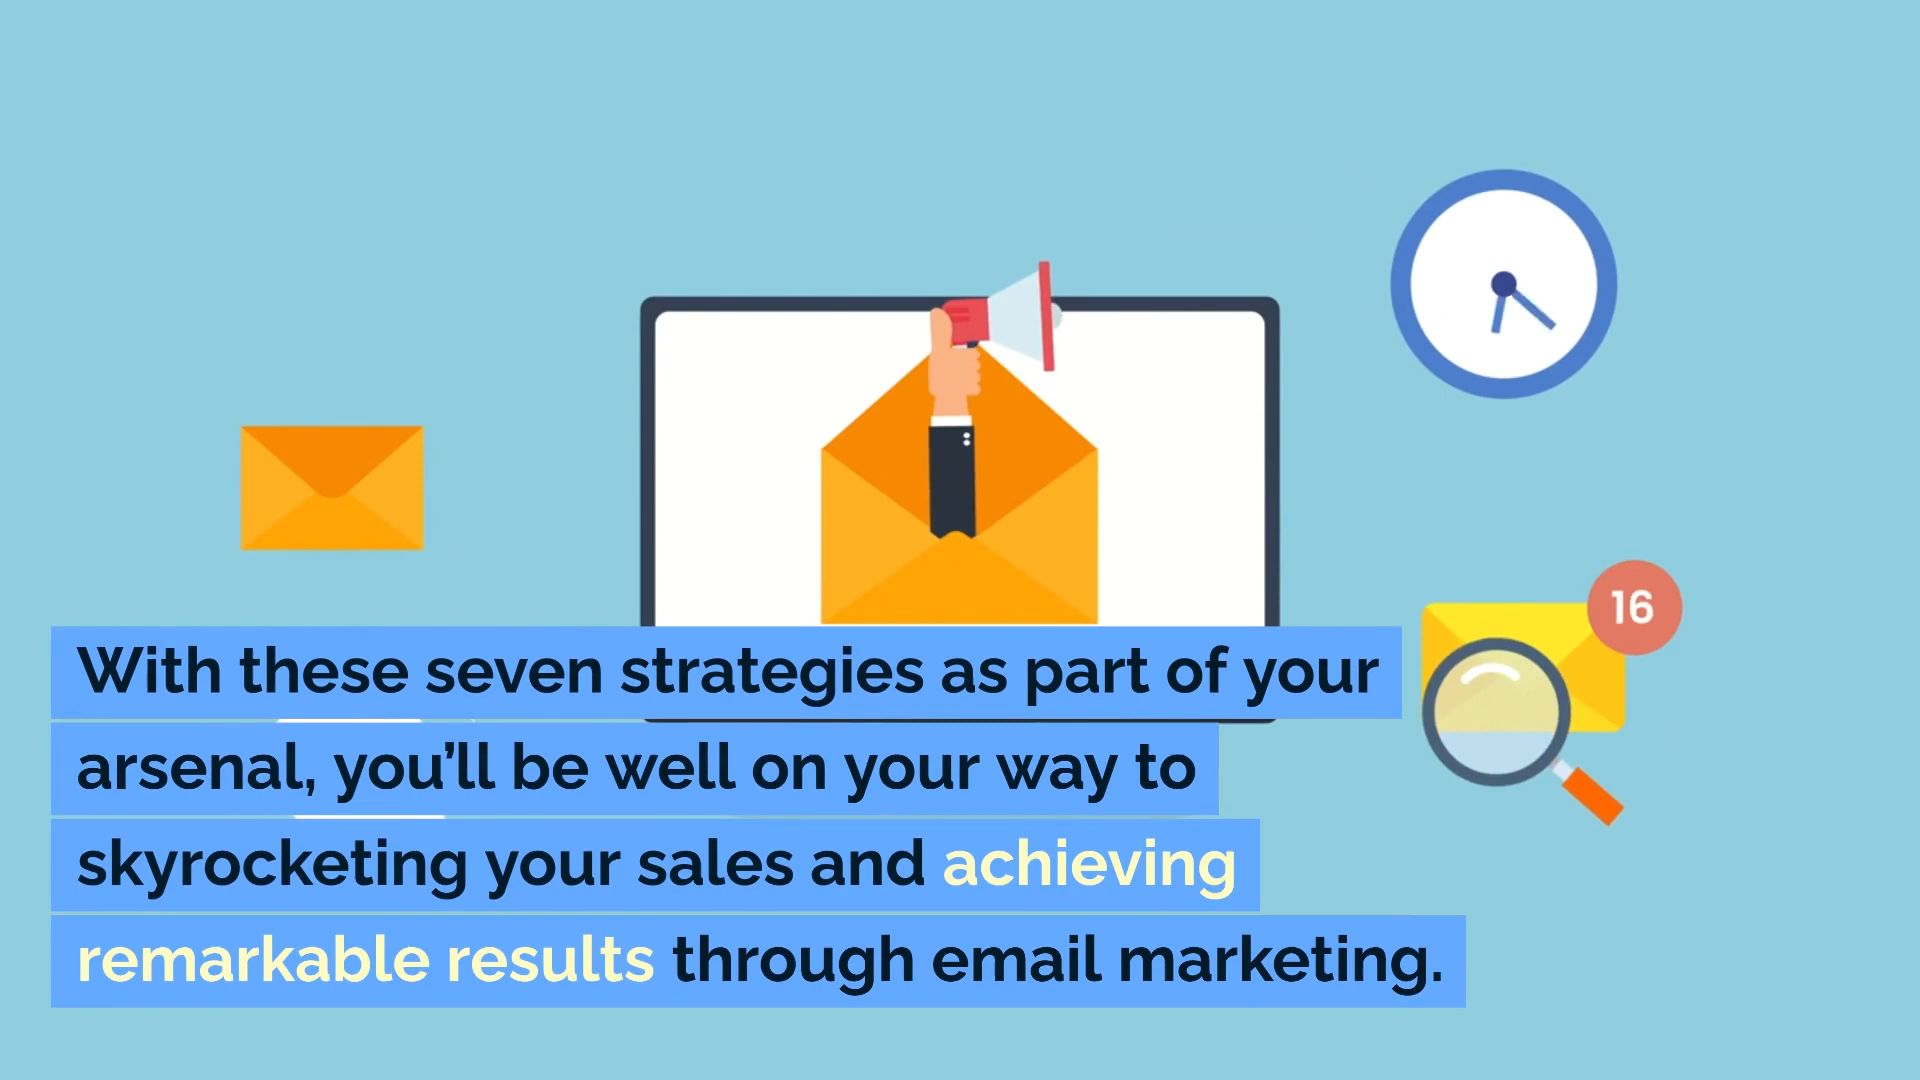 16
With these seven strategies as part of your
arsenal, you’ll be well on your way to
skyrocketing your sales and achieving
remarkable results through email marketing.